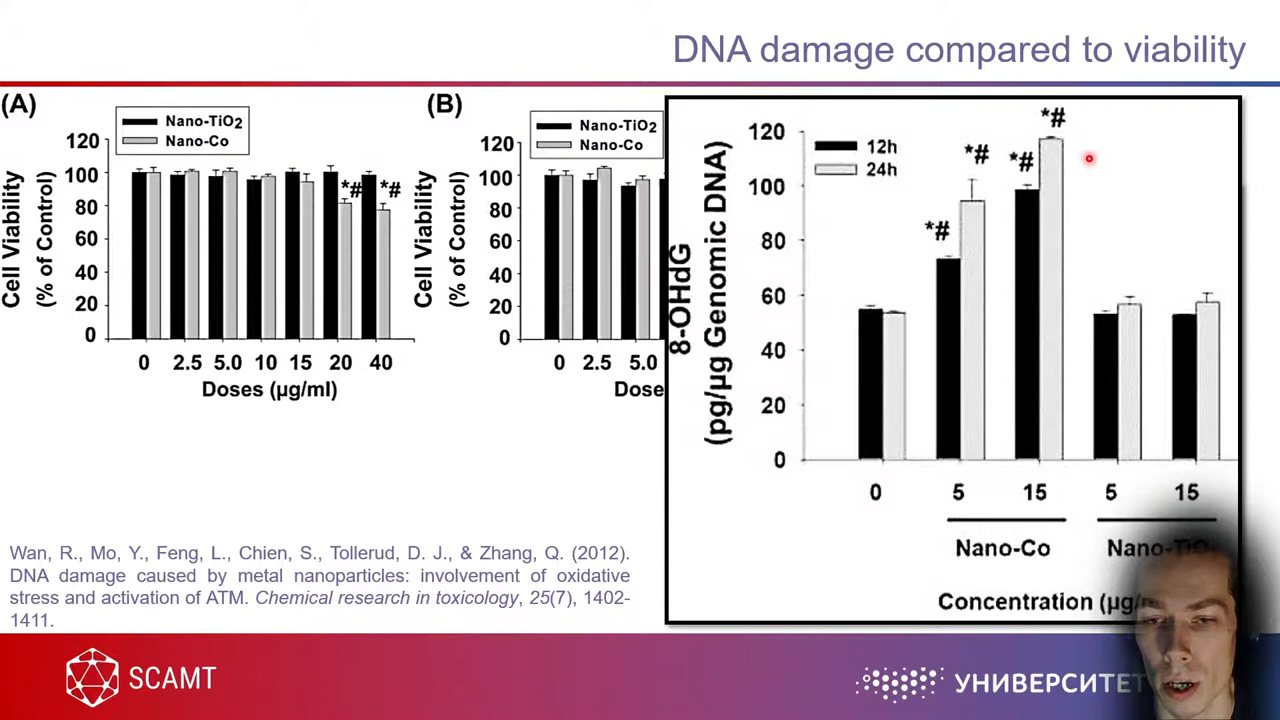 DNA damage compared to viability
(A)
Nano-TiO2
Nano-Co
Cell Viability
(% of Control)
120
100
80
60
40
20
0
*#
*#
0 2.5 5.0 10 15 20 40
Doses (µg/ml)
(B)
Nano-TiO2
Nano-Co
Cell Viability
(% of Control)
120
100
80
60
40
20
0
0 2.5 5.0
Dose
8-OHdG
(pg/µg Genomic DNA)
12h
24h
120
100
80
60
40
20
0
*#
*#
*#
*#
0 5 15 5 15
Nano-Co
Nano-TiO
Concentration (µg/
Wan, R., Mo, Y., Feng, L., Chien, S., Tollerud, D. J., & Zhang, Q. (2012).
DNA damage caused by metal nanoparticles: involvement of oxidative
stress and activation of ATM. Chemical research in toxicology, 25(7), 1402-
1411.
SCAMT
УНИВЕРСИТЕТ